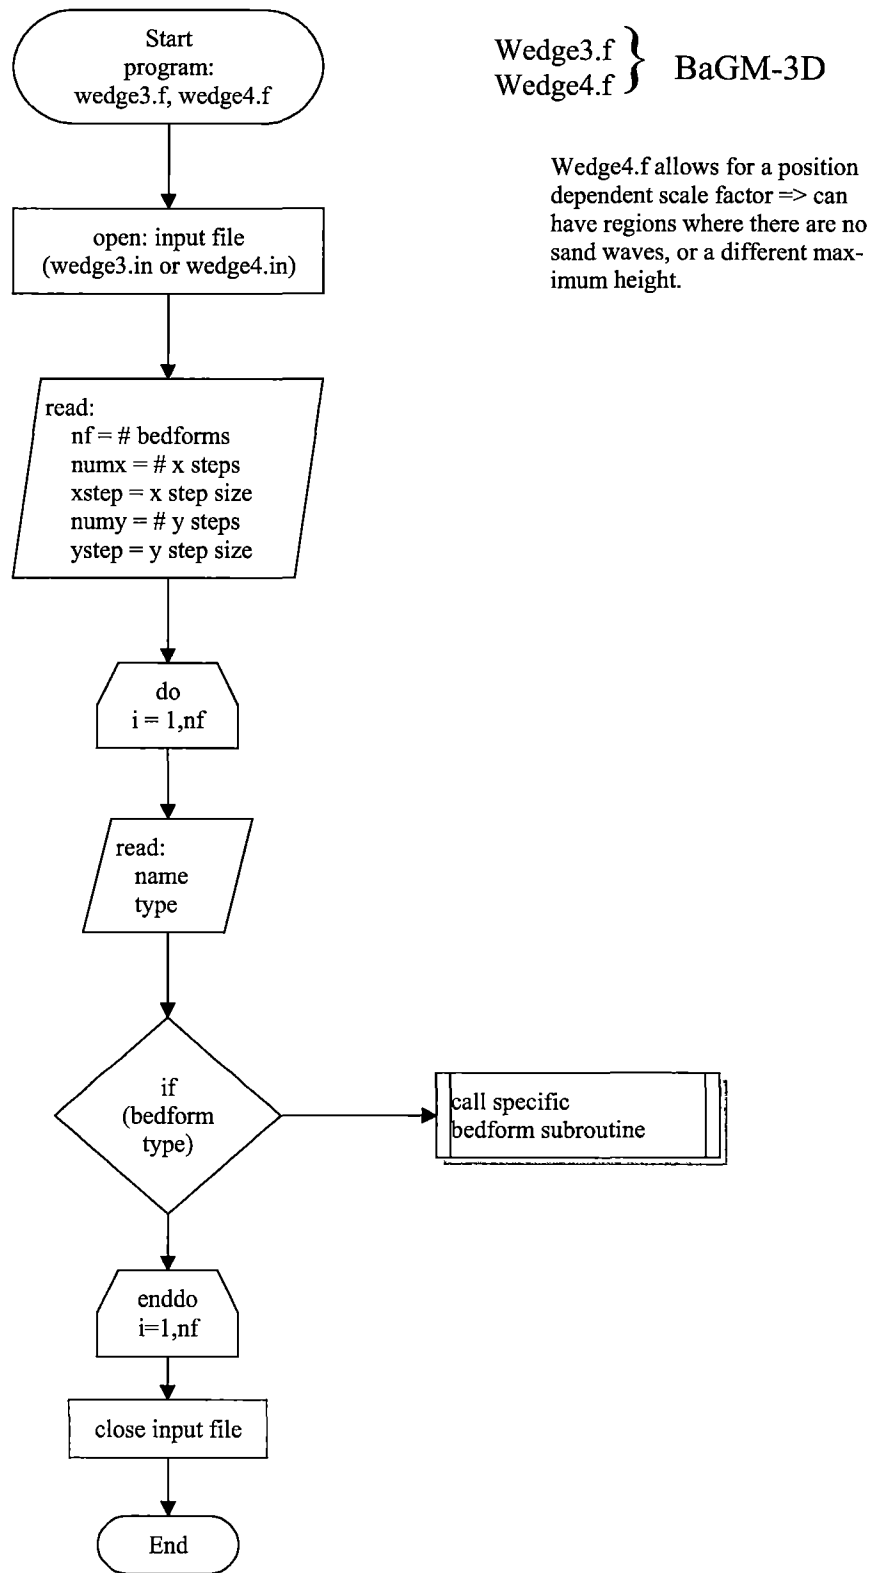 Start
program:
wedge3.f, wedge4.f
Wedge3.f
Wedge4.f
} BaGM-3D
Wedge4.f allows for a position
dependent scale factor => can
have regions where there are no
sand waves, or a different max-
imum height.
open: input file
(wedge3.in or wedge4.in)
read:
nf = # bedforms
numx = # x steps
xstep = x step size
numy = # y steps
ystep = y step size
do
i = 1,nf
read:
name
type
if
(bedform
type)
call specific
bedform subroutine
enddo
i=1,nf
close input file
End